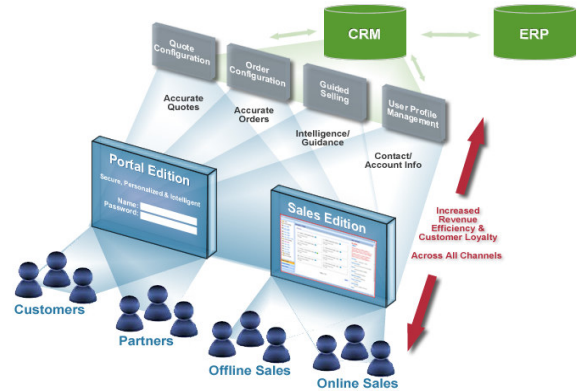 CRM
ERP
Quote
Configuration
Order
Configuration
Guided
Selling
User Profile
Management
Accurate
Quotes
Accurate
Orders
Intelligence/
Guidance
Contact/
Account Info
Portal Edition
Secure, Personalized & Intelligent
Name:
Password:
Sales Edition
Increased
Revenue
Efficiency &
Customer Loyalty
Across All Channels
Customers
Partners
Offline Sales
Online Sales